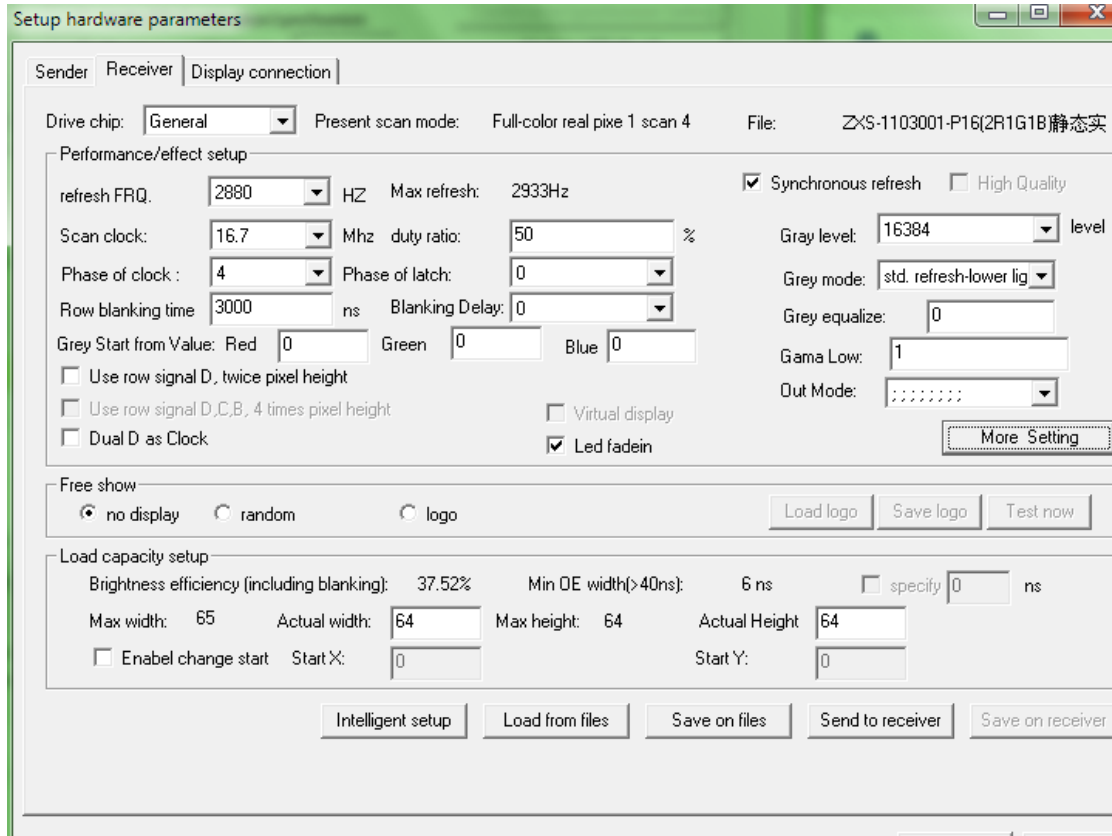 Setup hardware parameters
Sender Receiver Display connection
Drive chip: General Present scan mode: Full-color real pixe 1 scan 4 File: ZXS-1103001-P16(2R1G1B)静态实
Performance/effect setup
refresh FRQ. 2880 HZ Max refresh: 2933Hz Synchronous refresh High Quality
Scan clock: 16.7 Mhz duty ratio: 50 % Gray level: 16384 level
Phase of clock : 4 Phase of latch: 0 Grey mode: std. refresh-lower lig
Row blanking time 3000 ns Blanking Delay: 0 Grey equalize: 0
Grey Start from Value: Red 0 Green 0 Blue 0 Gama Low: 1
Use row signal D, twice pixel height Out Mode: ; ; ; ; ; ; ; ;
Use row signal D,C,B, 4 times pixel height Virtual display
Dual D as Clock Led fadein More Setting
Free show
no display random logo Load logo Save logo Test now
Load capacity setup
Brightness efficiency (including blanking): 37.52% Min OE width(>40ns): 6 ns specify 0 ns
Max width: 65 Actual width: 64 Max height: 64 Actual Height 64
Enabel change start Start X: 0 Start Y: 0
Intelligent setup Load from files Save on files Send to receiver Save on receiver